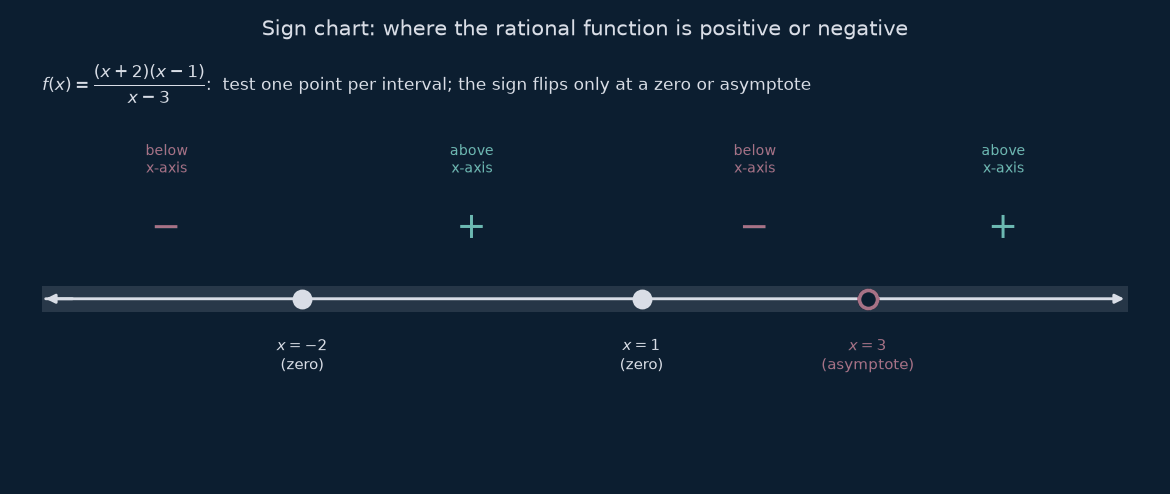 Sign chart: where the rational function is positive or negative
f(x) = (x + 2)(x − 1) / (x − 3): test one point per interval; the sign flips only at a zero or asymptote
below x-axis
above x-axis
below x-axis
above x-axis
− + − +
x = −2 (zero)
x = 1 (zero)
x = 3 (asymptote)